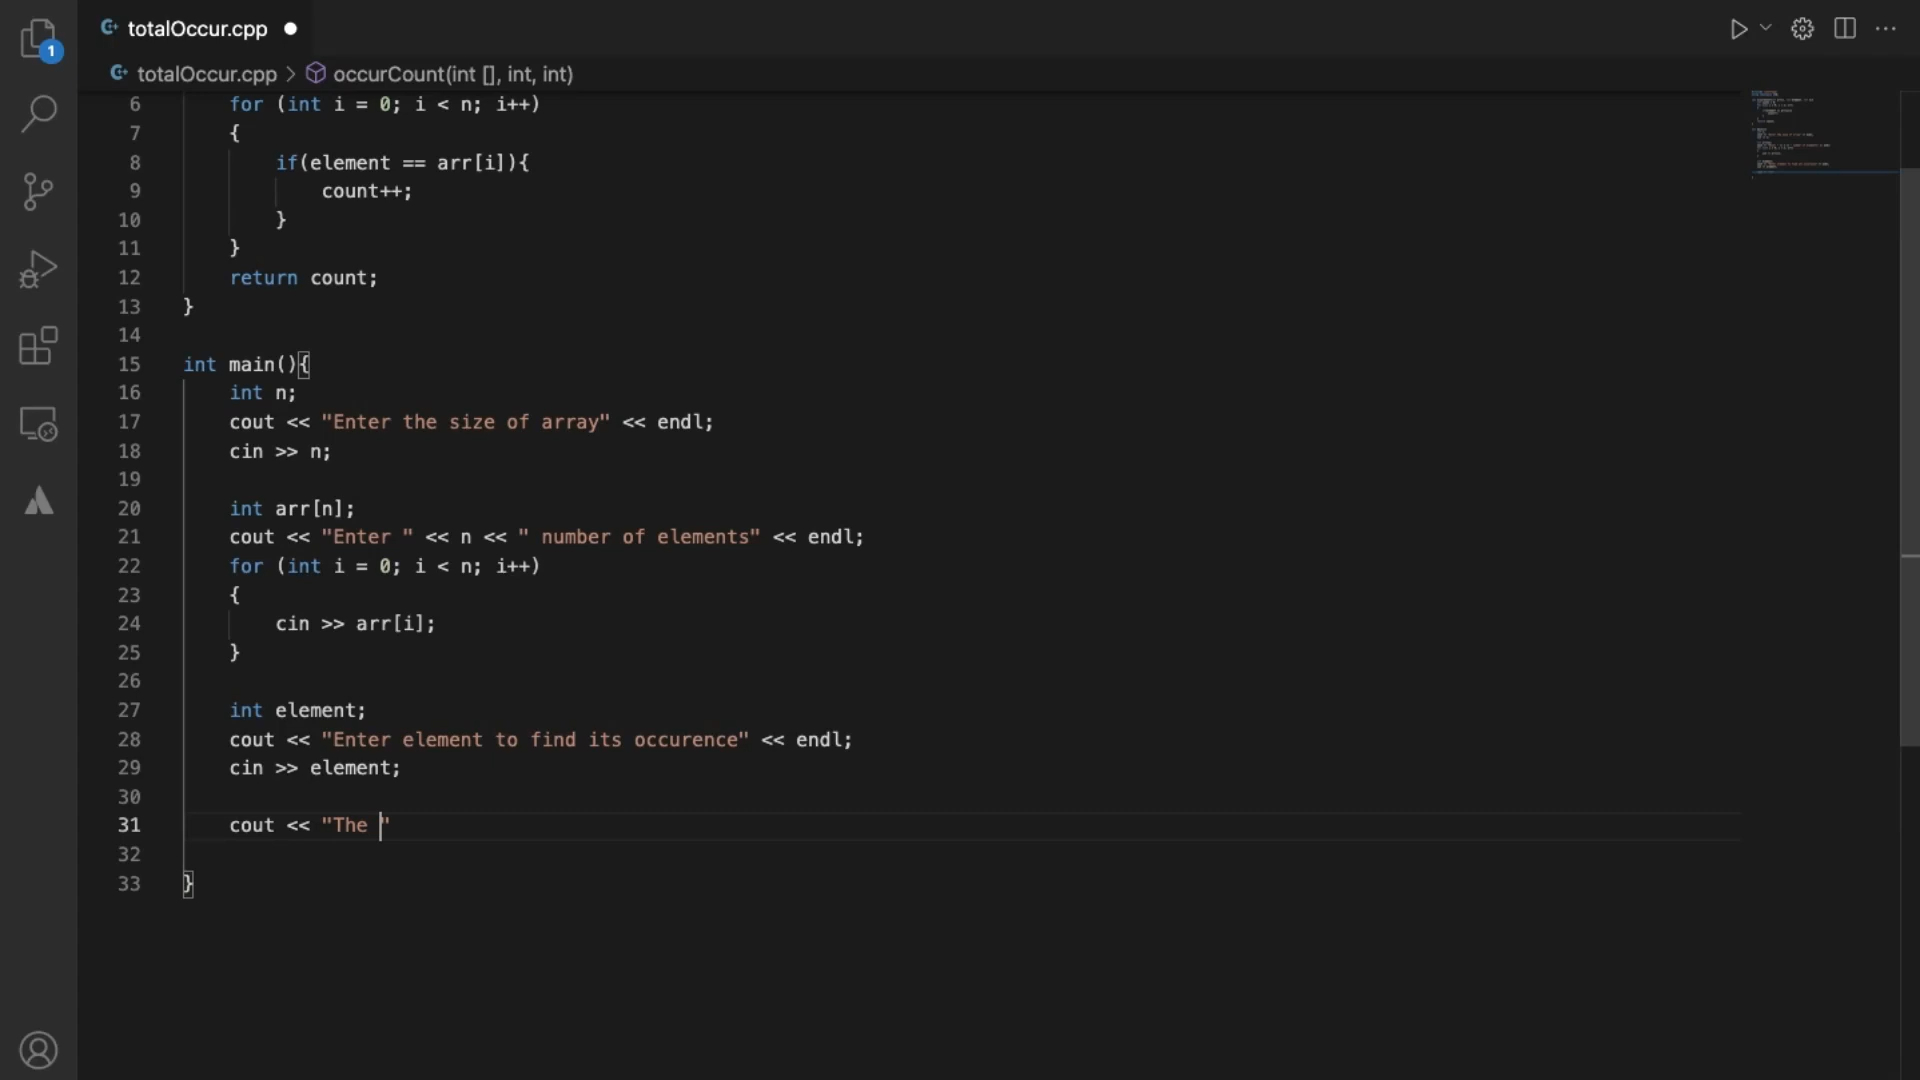 totalOccur.cpp
1
totalOccur.cpp > occurCount(int [], int, int)
6 for (int i = 0; i < n; i++)
7 {
8 if(element == arr[i]){
9 count++;
10 }
11 }
12 return count;
13 }
14
15 int main(){
16 int n;
17 cout << "Enter the size of array" << endl;
18 cin >> n;
19
20 int arr[n];
21 cout << "Enter " << n << " number of elements" << endl;
22 for (int i = 0; i < n; i++)
23 {
24 cin >> arr[i];
25 }
26
27 int element;
28 cout << "Enter element to find its occurence" << endl;
29 cin >> element;
30
31 cout << "The "
32
33 }